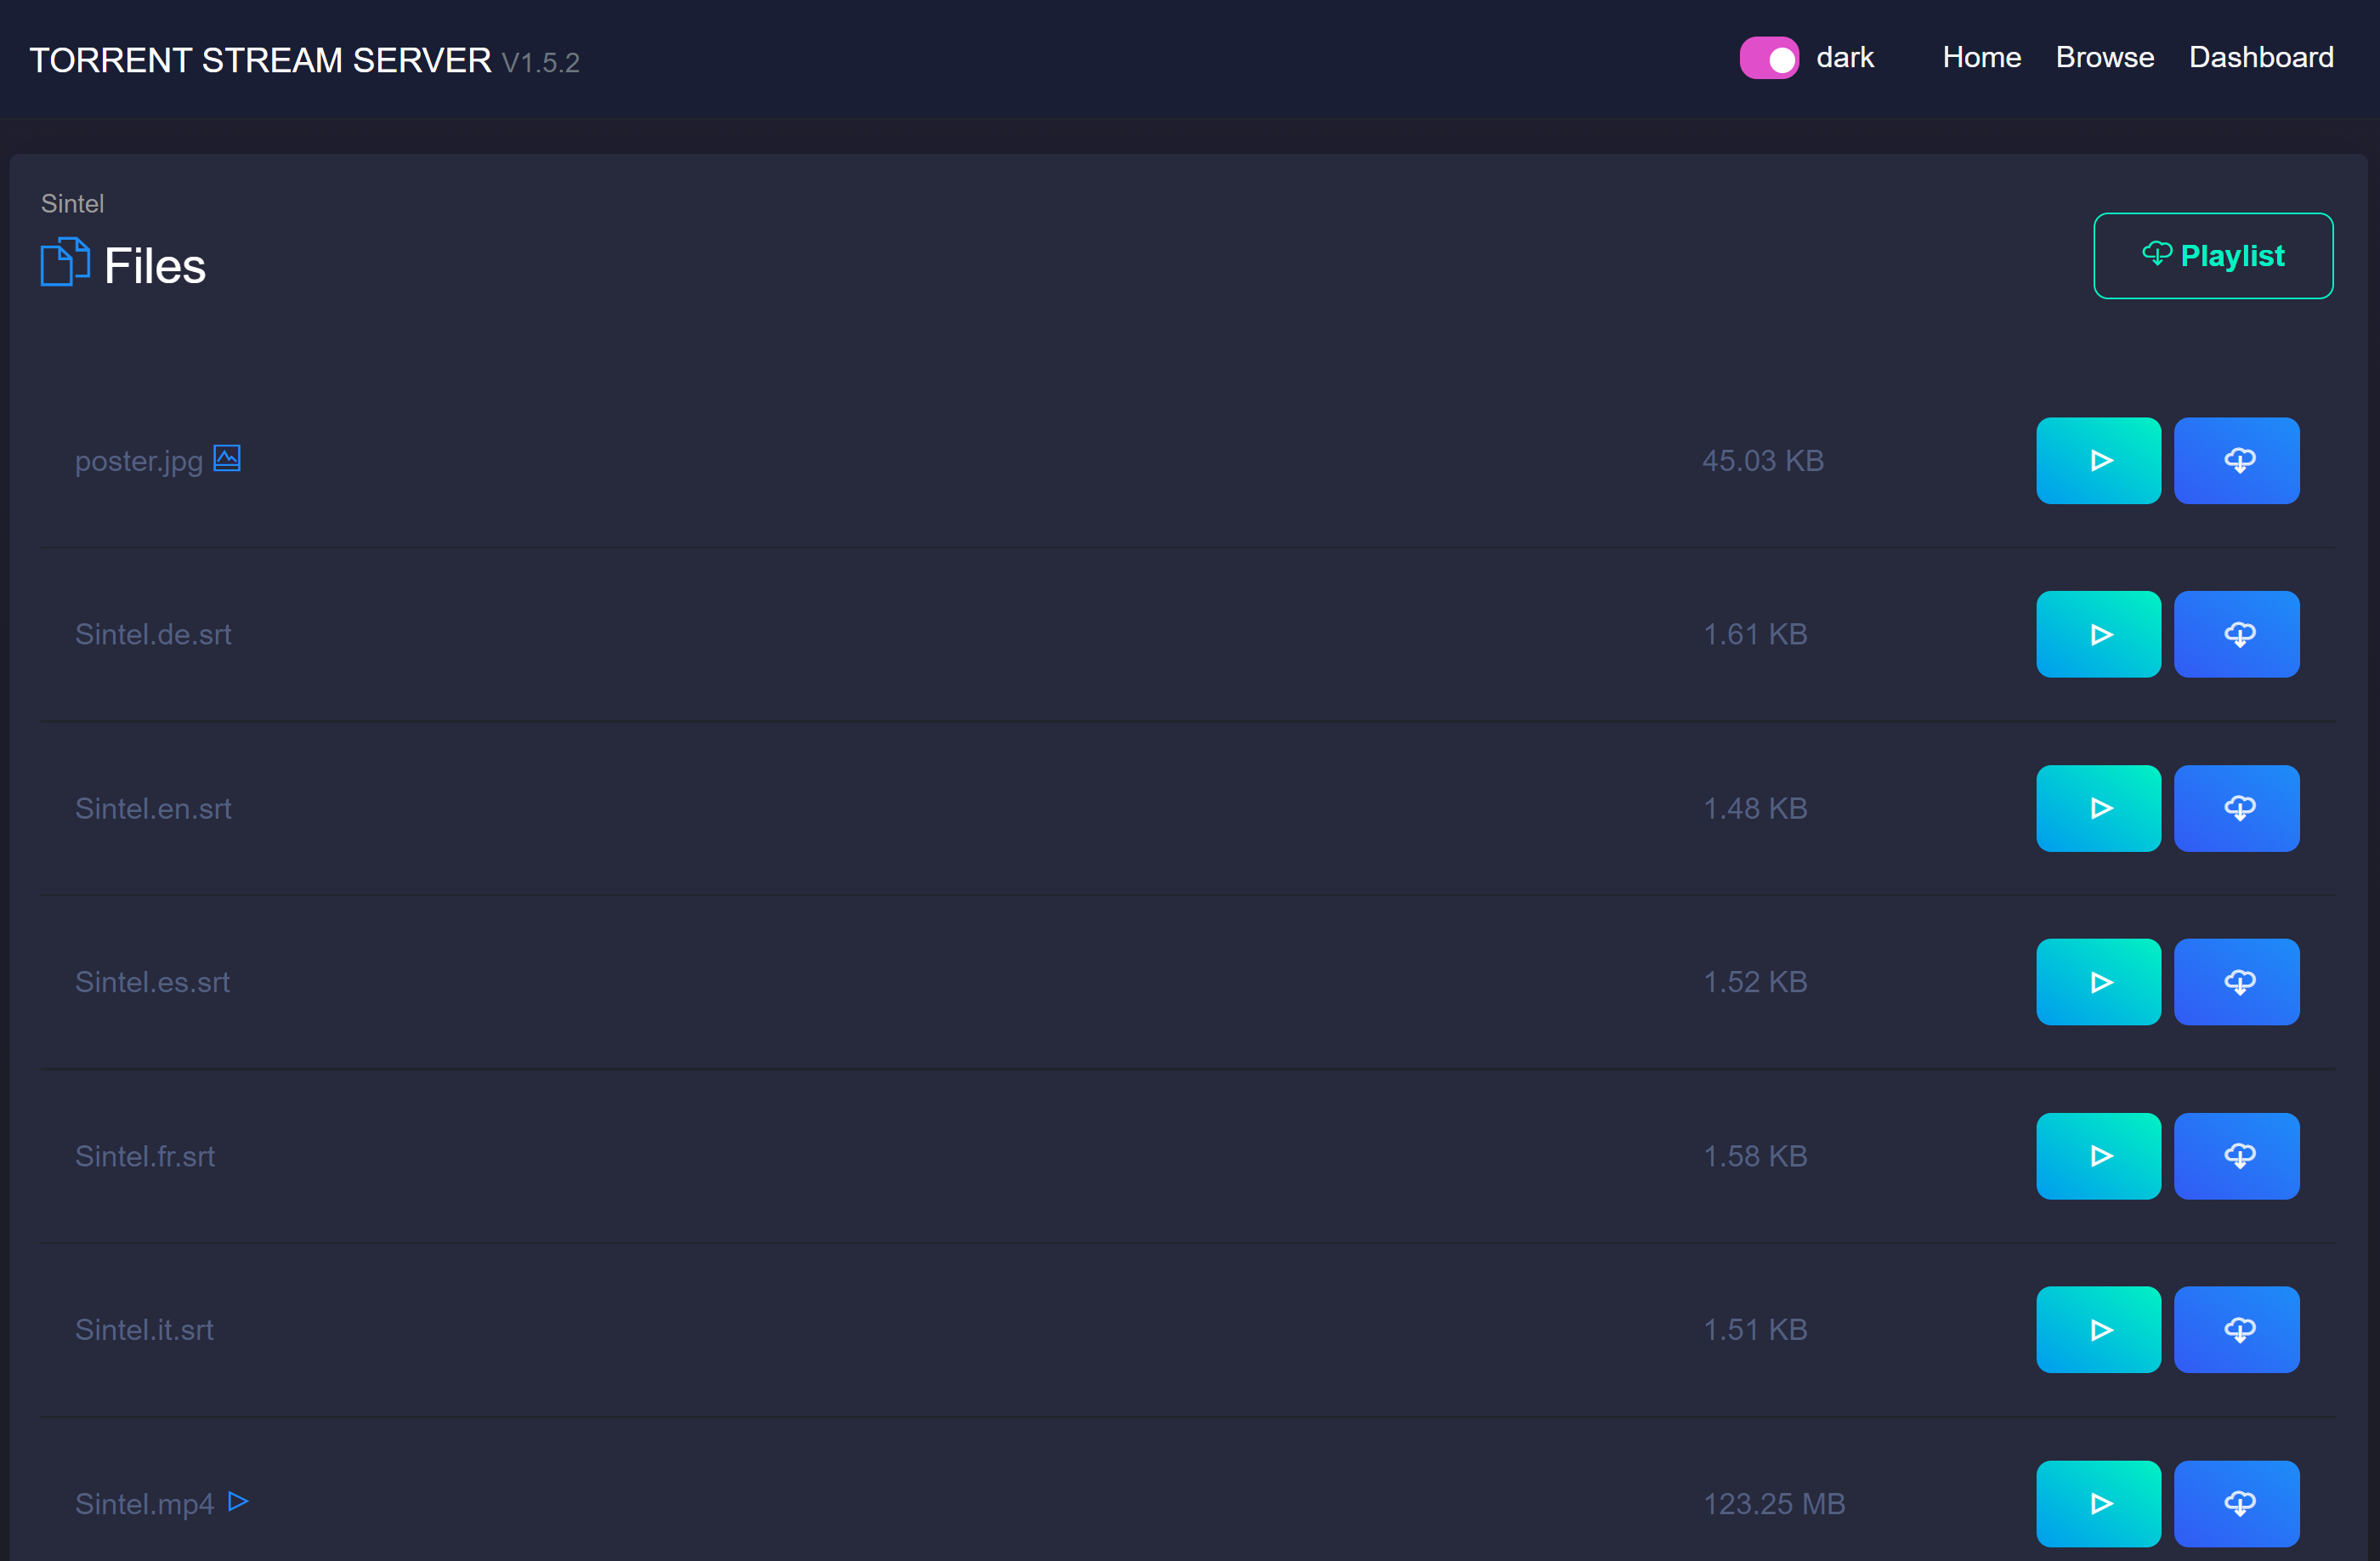 TORRENT STREAM SERVER V1.5.2 dark Home Browse Dashboard
Sintel
Files
Playlist
poster.jpg 45.03 KB
Sintel.de.srt 1.61 KB
Sintel.en.srt 1.48 KB
Sintel.es.srt 1.52 KB
Sintel.fr.srt 1.58 KB
Sintel.it.srt 1.51 KB
Sintel.mp4 123.25 MB